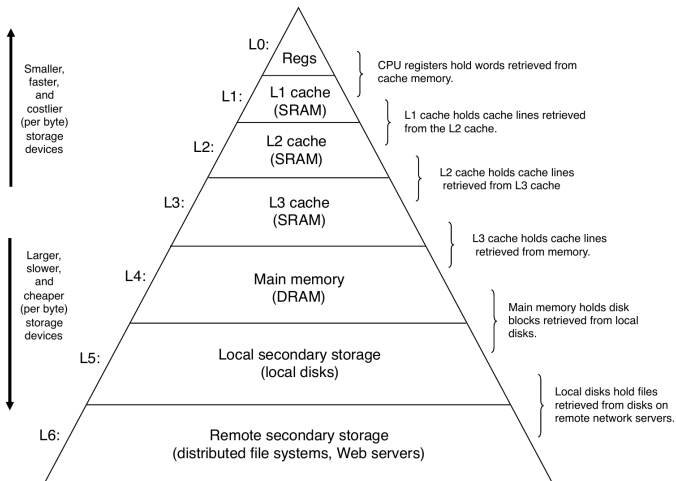 L0:
Regs
CPU registers hold words retrieved from
cache memory.
Smaller,
faster,
and
costlier
(per byte)
storage
devices
L1:
L1 cache
(SRAM)
L1 cache holds cache lines retrieved
from the L2 cache.
L2:
L2 cache
(SRAM)
L2 cache holds cache lines
retrieved from L3 cache
L3:
L3 cache
(SRAM)
L3 cache holds cache lines
retrieved from memory.
Larger,
slower,
and
cheaper
(per byte)
storage
devices
L4:
Main memory
(DRAM)
Main memory holds disk
blocks retrieved from local
disks.
L5:
Local secondary storage
(local disks)
Local disks hold files
retrieved from disks on
remote network servers.
L6:
Remote secondary storage
(distributed file systems, Web servers)